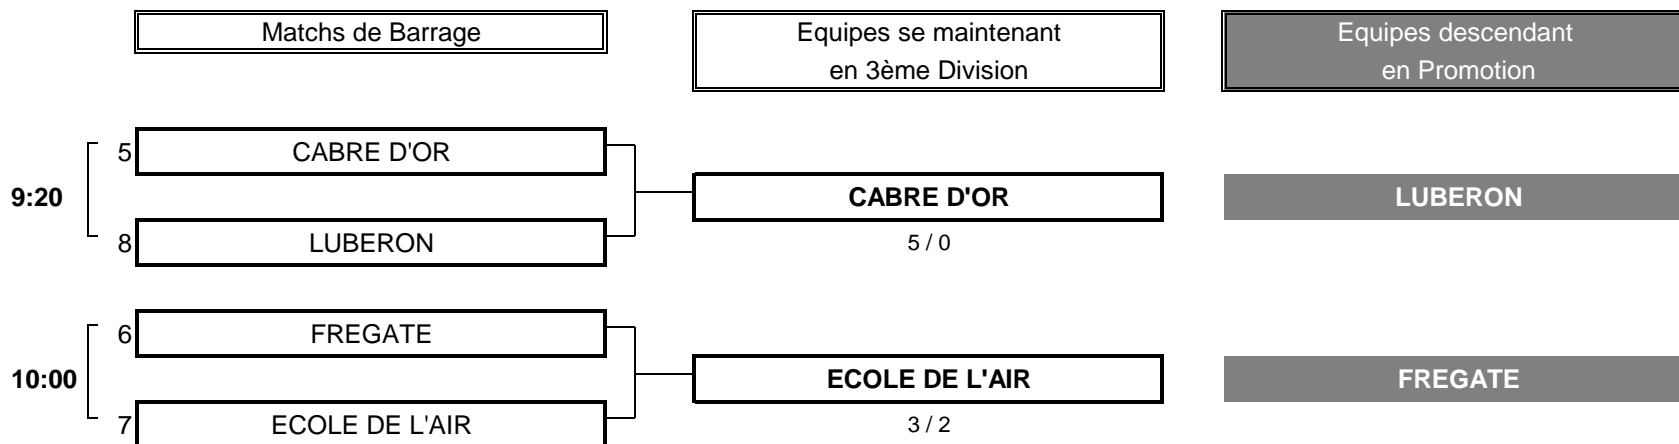 Matchs de Barrage
Equipes se maintenant
en 3ème Division
Equipes descendant
en Promotion
5 CABRE D'OR
9:20 CABRE D'OR LUBERON
8 LUBERON 5 / 0
6 FREGATE
10:00 ECOLE DE L'AIR FREGATE
7 ECOLE DE L'AIR 3 / 2